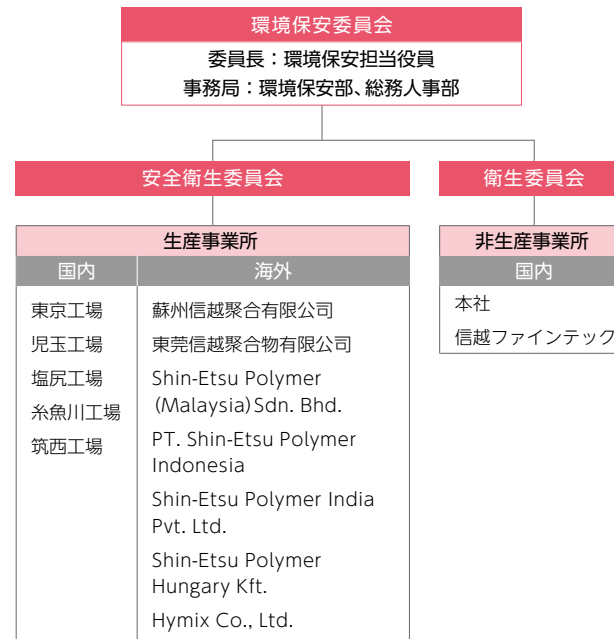 環境保安委員会
委員長：環境保安担当役員
事務局：環境保安部、総務人事部
安全衛生委員会
生産事業所
国内
海外
東京工場
児玉工場
塩尻工場
糸魚川工場
筑西工場
蘇州信越聚合有限公司
東莞信越聚合物有限公司
Shin-Etsu Polymer
(Malaysia) Sdn. Bhd.
PT. Shin-Etsu Polymer
Indonesia
Shin-Etsu Polymer India
Pvt. Ltd.
Shin-Etsu Polymer
Hungary Kft.
Hymix Co., Ltd.
衛生委員会
非生産事業所
国内
本社
信越ファインテック